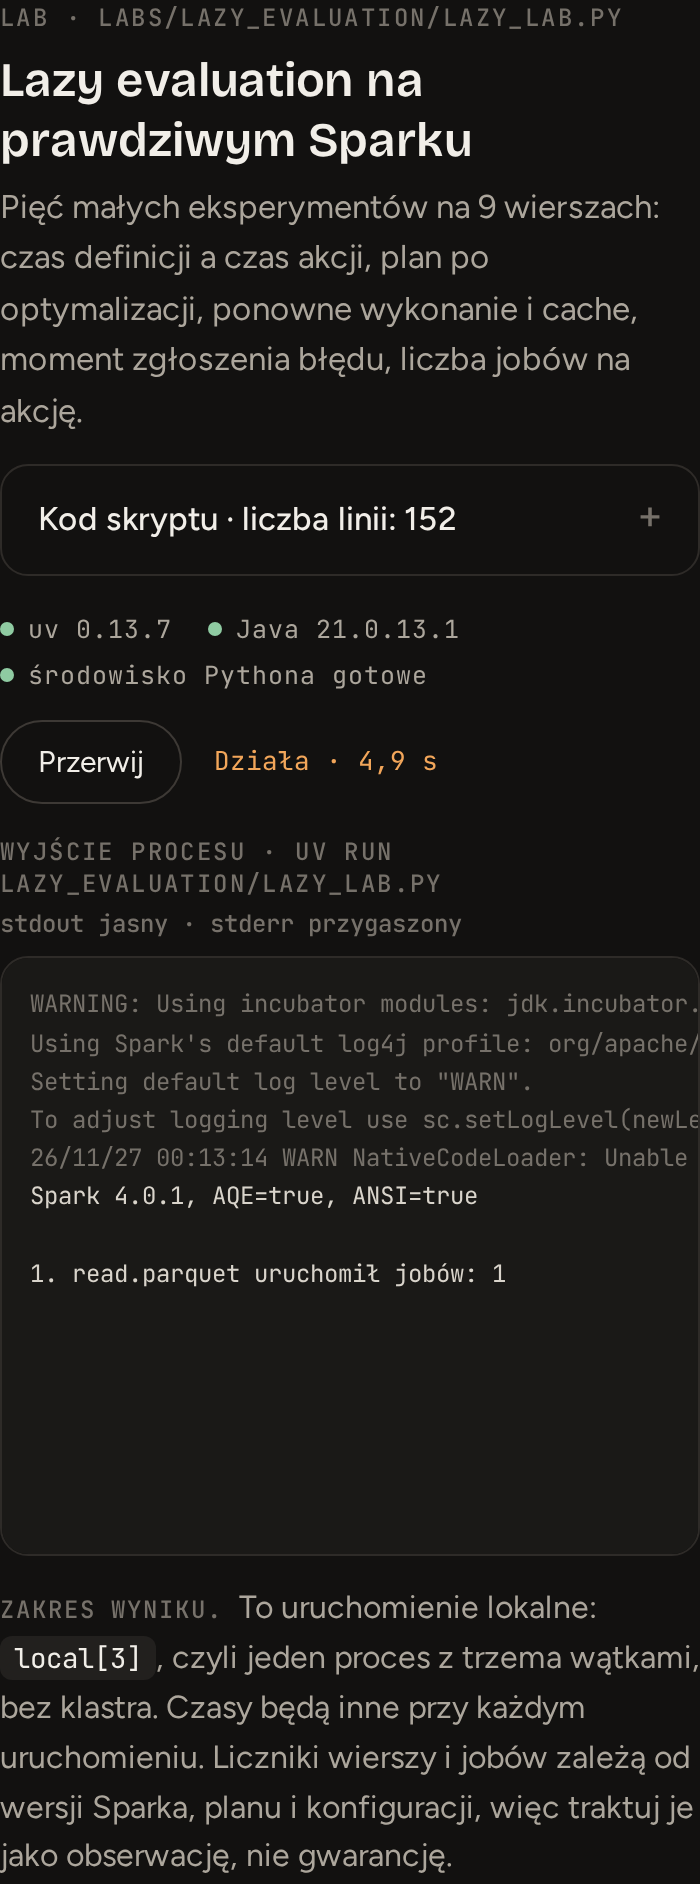 LAB · LABS/LAZY_EVALUATION/LAZY_LAB.PY
Lazy evaluation na
prawdziwym Sparku
Pięć małych eksperymentów na 9 wierszach:
czas definicji a czas akcji, plan po
optymalizacji, ponowne wykonanie i cache,
moment zgłoszenia błędu, liczba jobów na
akcję.
Kod skryptu · liczba linii: 152 +
uv 0.13.7 Java 21.0.13.1
środowisko Pythona gotowe
Przerwij Działa · 4,9 s
WYJŚCIE PROCESU · UV RUN
LAZY_EVALUATION/LAZY_LAB.PY
stdout jasny · stderr przygaszony
WARNING: Using incubator modules: jdk.incubator.
Using Spark's default log4j profile: org/apache/
Setting default log level to "WARN".
To adjust logging level use sc.setLogLevel(newLe
26/11/27 00:13:14 WARN NativeCodeLoader: Unable
Spark 4.0.1, AQE=true, ANSI=true
1. read.parquet uruchomił jobów: 1
ZAKRES WYNIKU. To uruchomienie lokalne:
local[3], czyli jeden proces z trzema wątkami,
bez klastra. Czasy będą inne przy każdym
uruchomieniu. Liczniki wierszy i jobów zależą od
wersji Sparka, planu i konfiguracji, więc traktuj je
jako obserwację, nie gwarancję.